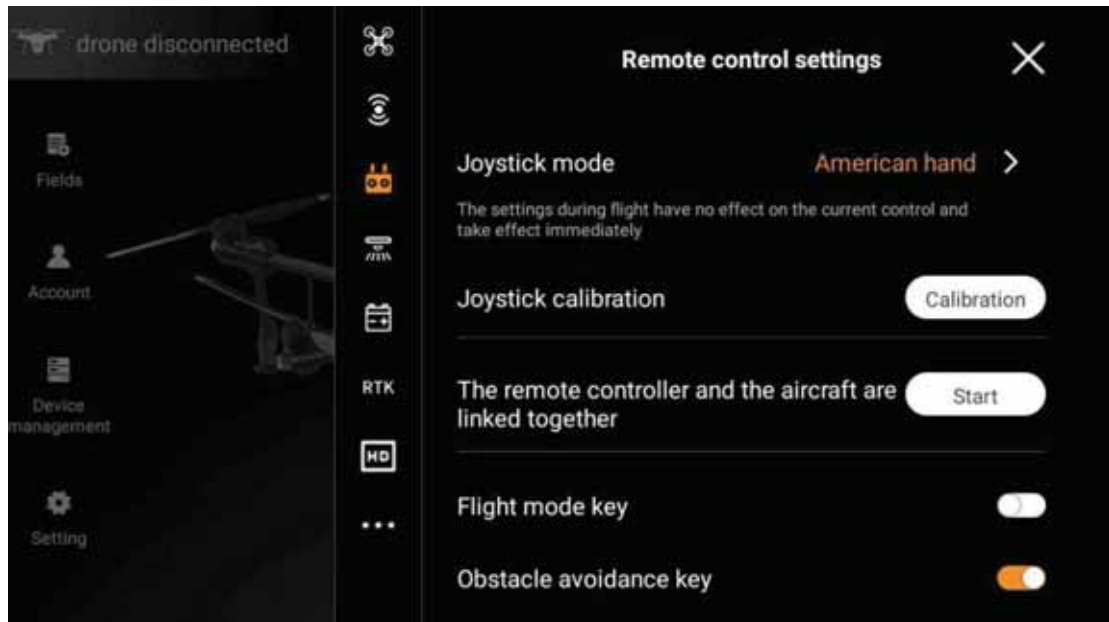 drone disconnected
Fields
Account
Device
management
Setting
RTK
HD
Remote control settings
Joystick mode
American hand
The settings during flight have no effect on the current control and
take effect immediately
Joystick calibration
Calibration
The remote controller and the aircraft are
linked together
Start
Flight mode key
Obstacle avoidance key